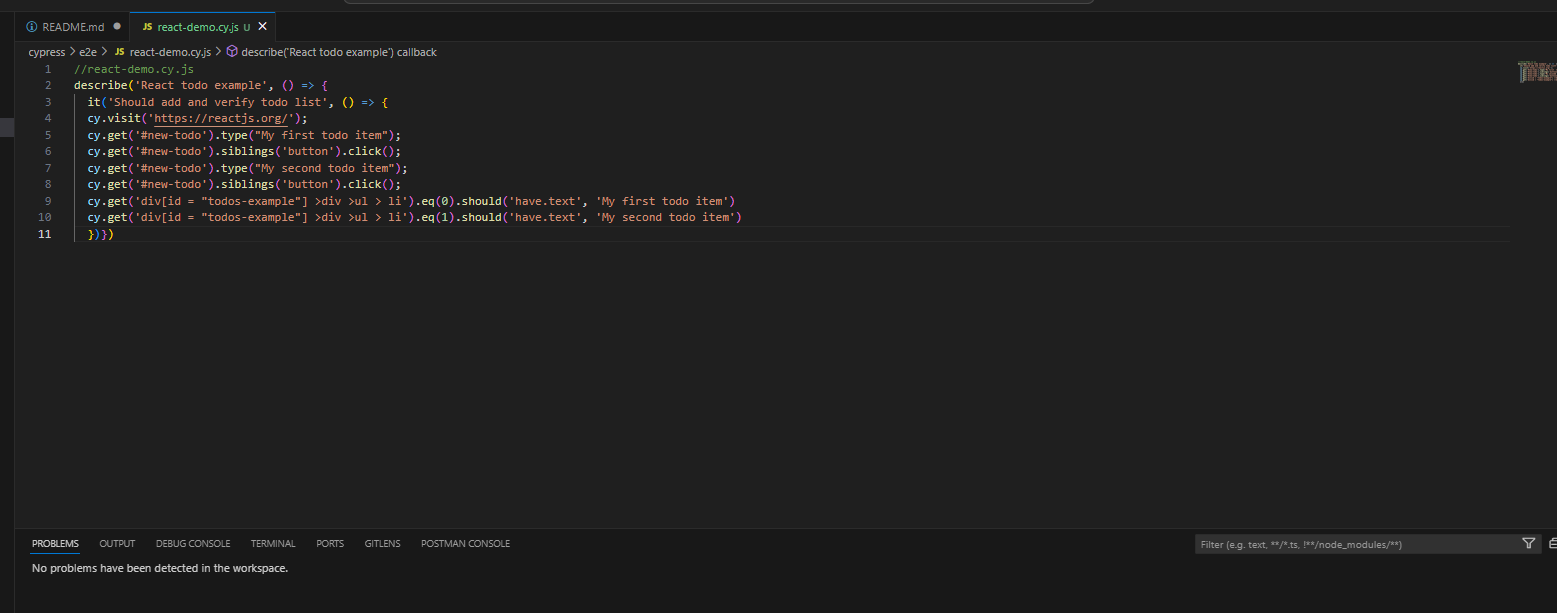 README.md
JS react-demo.cy.js U
cypress > e2e > JS react-demo.cy.js > describe('React todo example') callback
1 //react-demo.cy.js
2 describe('React todo example', () => {
3 it('Should add and verify todo list', () => {
4 cy.visit('https://reactjs.org/');
5 cy.get('#new-todo').type("My first todo item");
6 cy.get('#new-todo').siblings('button').click();
7 cy.get('#new-todo').type("My second todo item");
8 cy.get('#new-todo').siblings('button').click();
9 cy.get('div[id = "todos-example"] >div >ul > li').eq(0).should('have.text', 'My first todo item')
10 cy.get('div[id = "todos-example"] >div >ul > li').eq(1).should('have.text', 'My second todo item')
11 })})
PROBLEMS OUTPUT DEBUG CONSOLE TERMINAL PORTS GITLENS POSTMAN CONSOLE
Filter (e.g. text, **/*.ts, !**/node_modules/**)
No problems have been detected in the workspace.